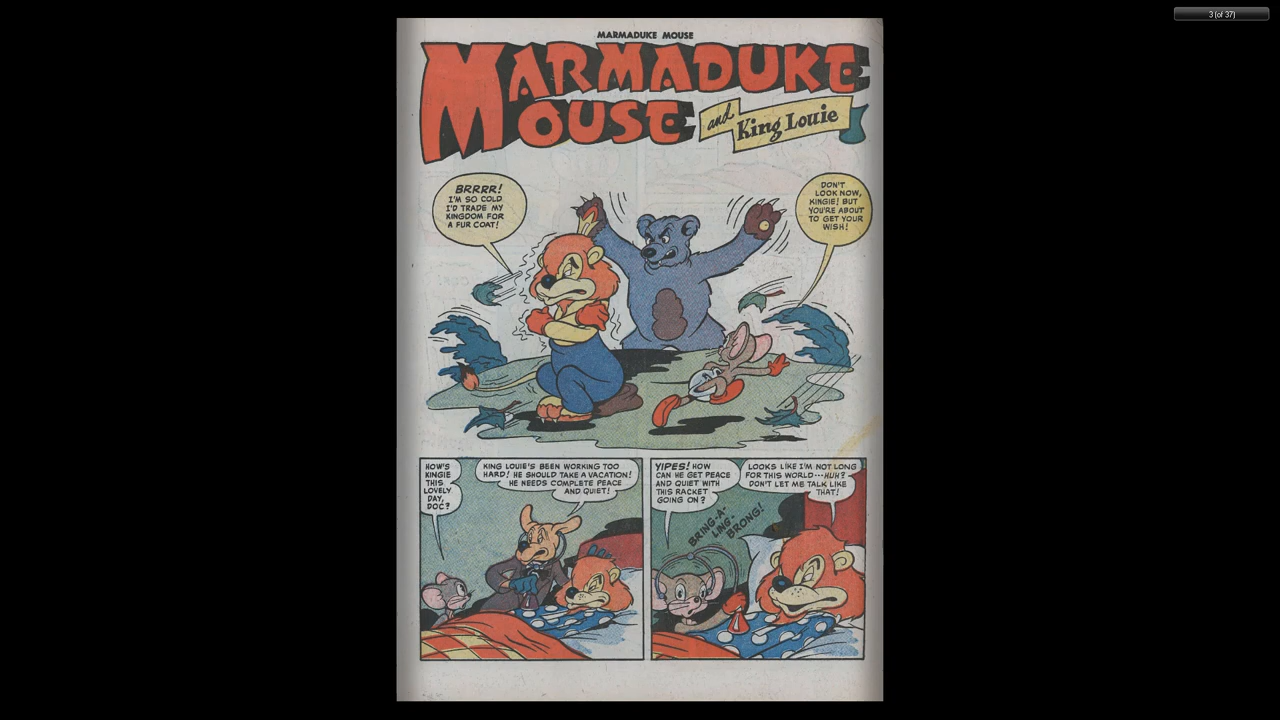 3 (of 37)
MARMADUKE MOUSE
MARMADUKE
MOUSE
and
King Louie
BRRRR!
I'M SO COLD
I'D TRADE MY
KINGDOM FOR
A FUR COAT!
DON'T
LOOK NOW,
KINGIE! BUT
YOU'RE ABOUT
TO GET YOUR
WISH!
HOW'S
KINGIE
THIS
LOVELY
DAY,
DOC?
KING LOUIE'S BEEN WORKING TOO
HARD! HE SHOULD TAKE A VACATION!
HE NEEDS COMPLETE PEACE
AND QUIET!
YIPES! HOW
CAN HE GET PEACE
AND QUIET WITH
THIS RACKET
GOING ON?
BRING-A-
LING-
BRONG!
LOOKS LIKE I'M NOT LONG
FOR THIS WORLD---HUH?
DON'T LET ME TALK LIKE
THAT!